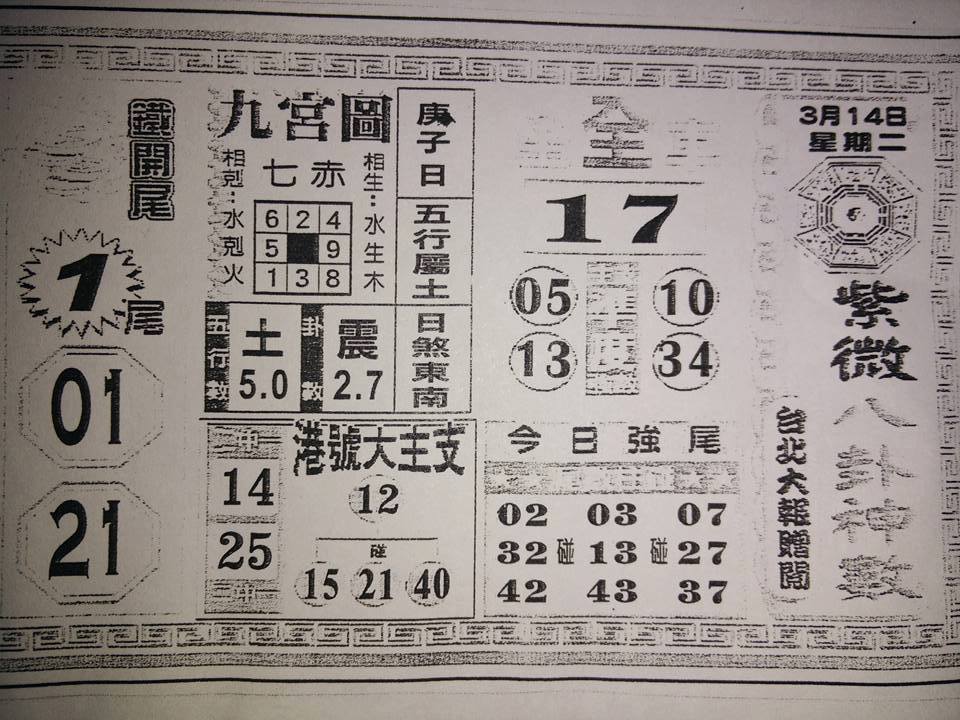 3月14日
星期二
紫微八卦神數
台北大報贈閱
全
17
05 10
13 34
今日強尾
02 03 07
32 碰 13 碰 27
42 43 37
庚子日
五行屬土
日煞東南
九宮圖
七赤
相剋：水剋火
相生：水生木
6 2 4
5 9
1 3 8
五行數
土
5.0
卦數
震
2.7
港號大主支
12
碰
15 21 40
14
25
鐵開尾
1尾
01
21